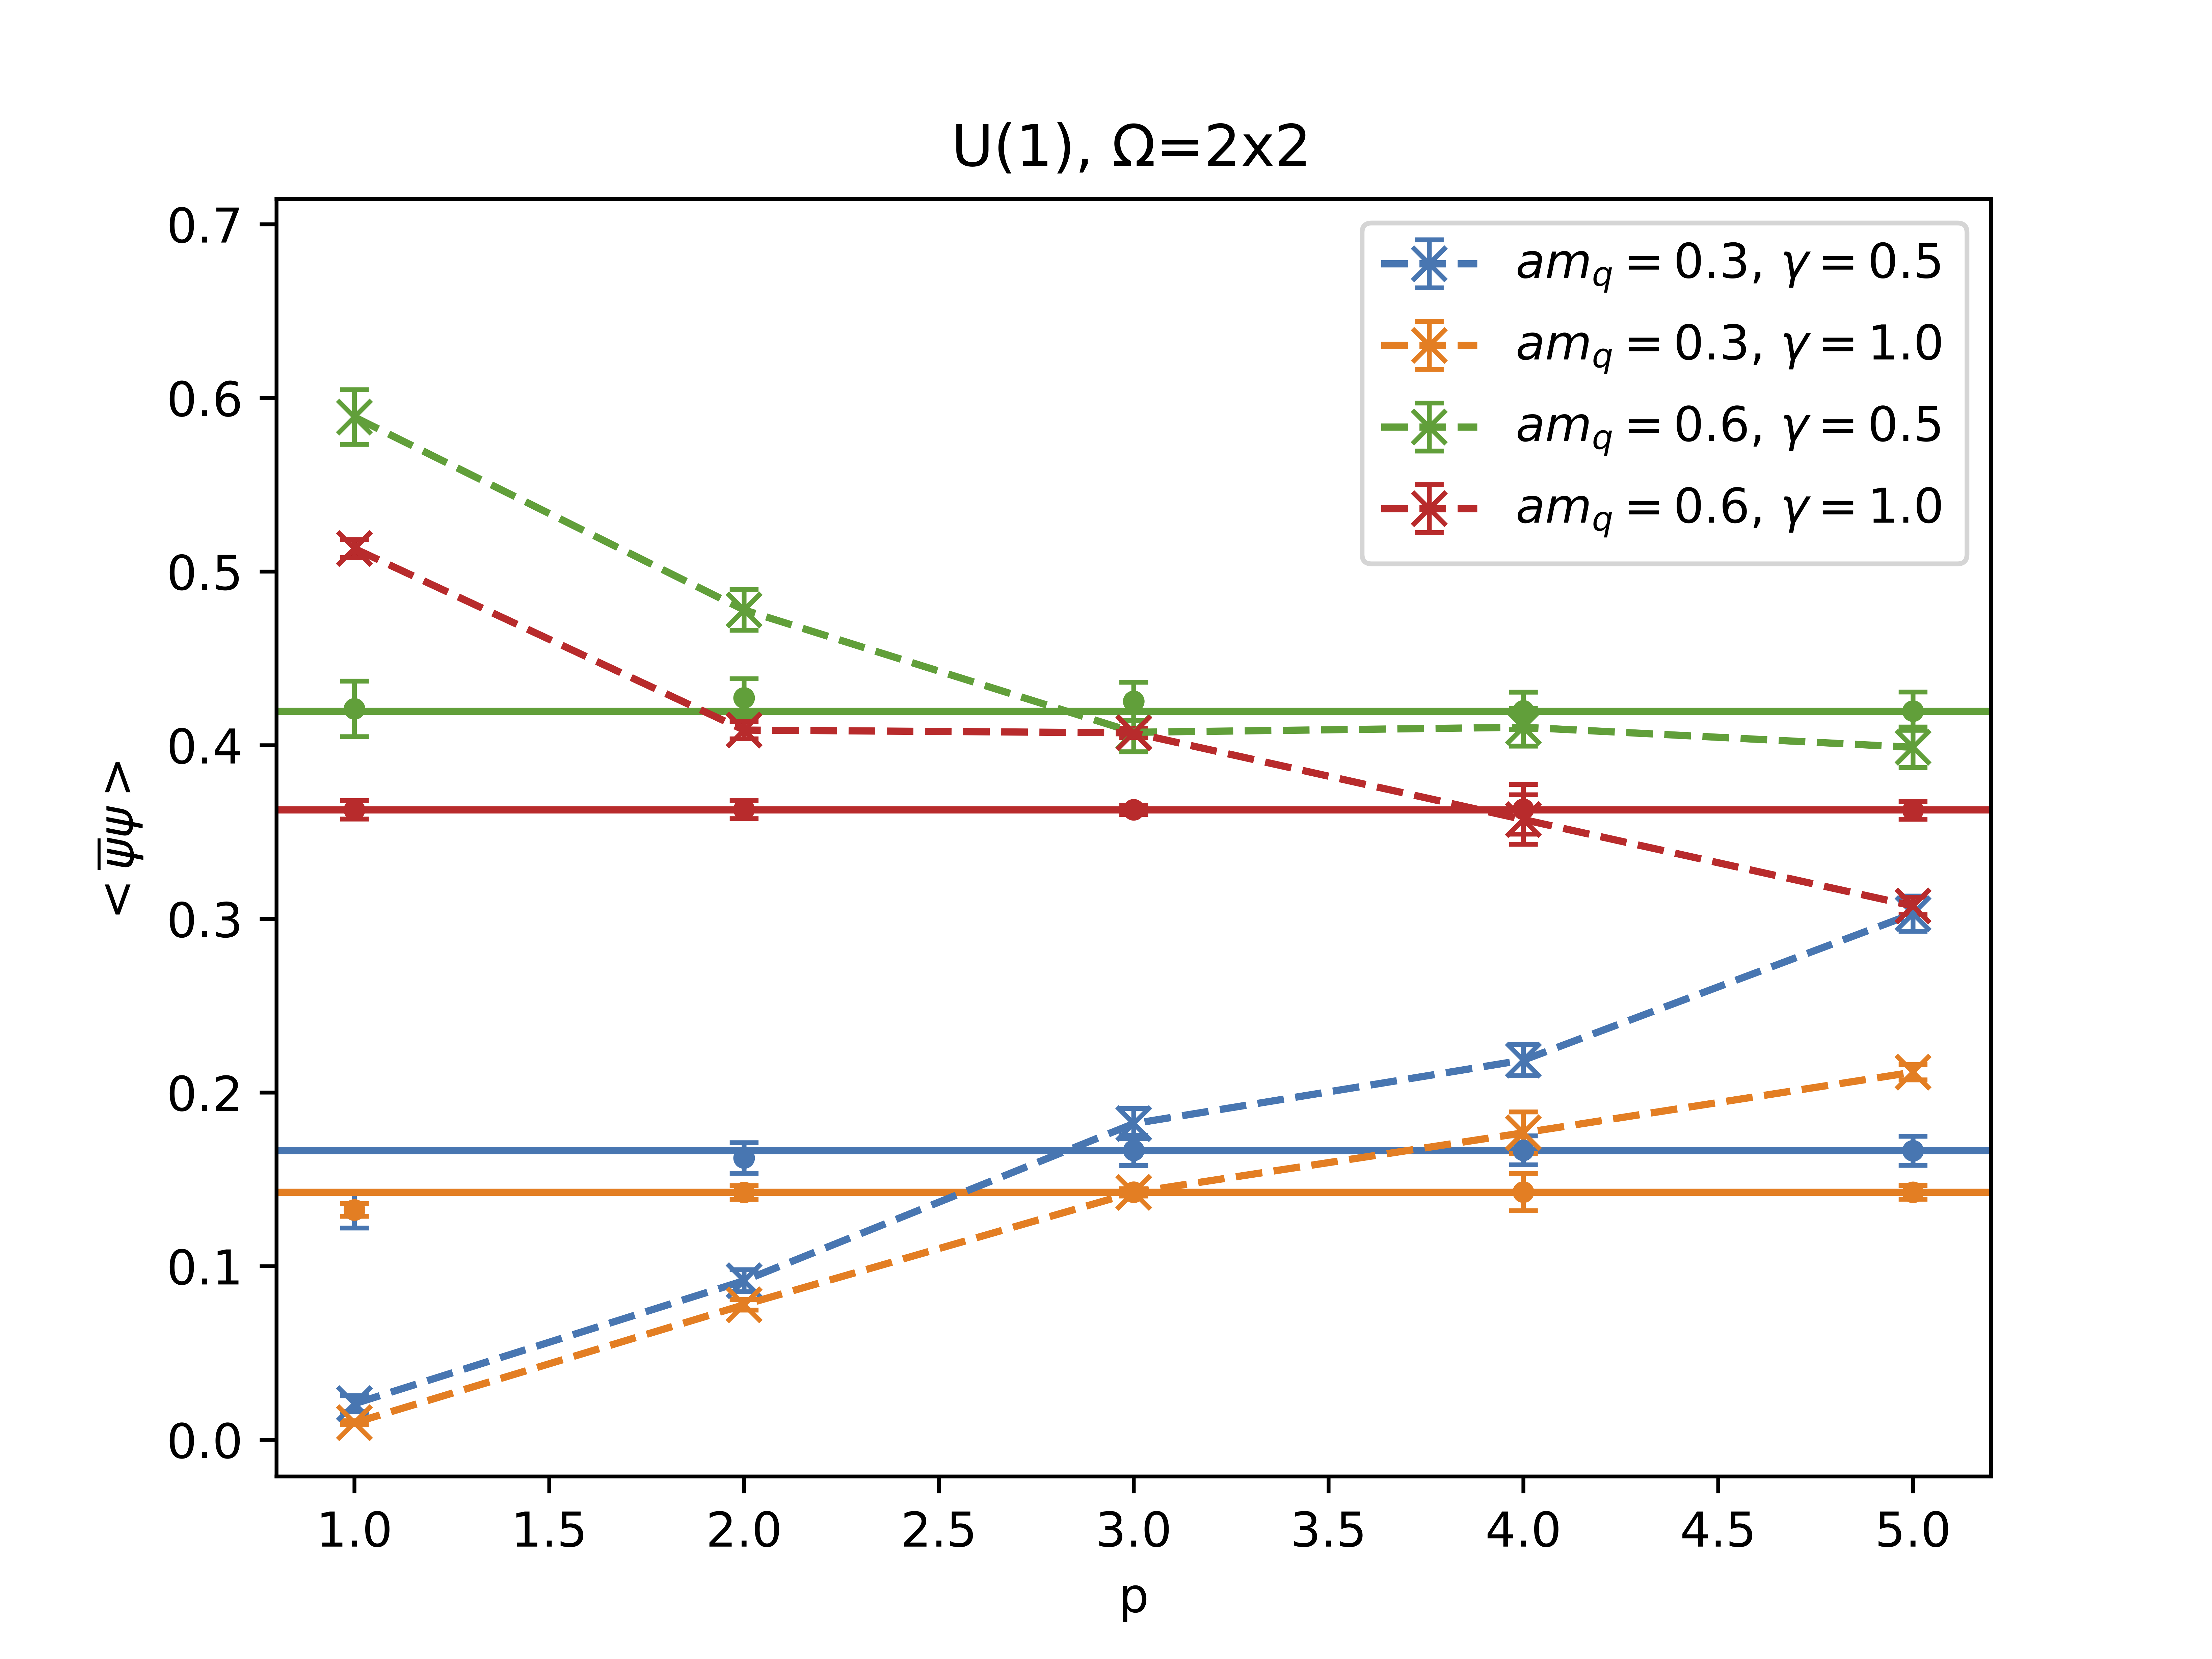 U(1), Ω=2x2
0.7
0.6
0.5
0.4
0.3
0.2
0.1
0.0
<ψ̅ψ>
am_q = 0.3, γ = 0.5
am_q = 0.3, γ = 1.0
am_q = 0.6, γ = 0.5
am_q = 0.6, γ = 1.0
1.0 1.5 2.0 2.5 3.0 3.5 4.0 4.5 5.0
p